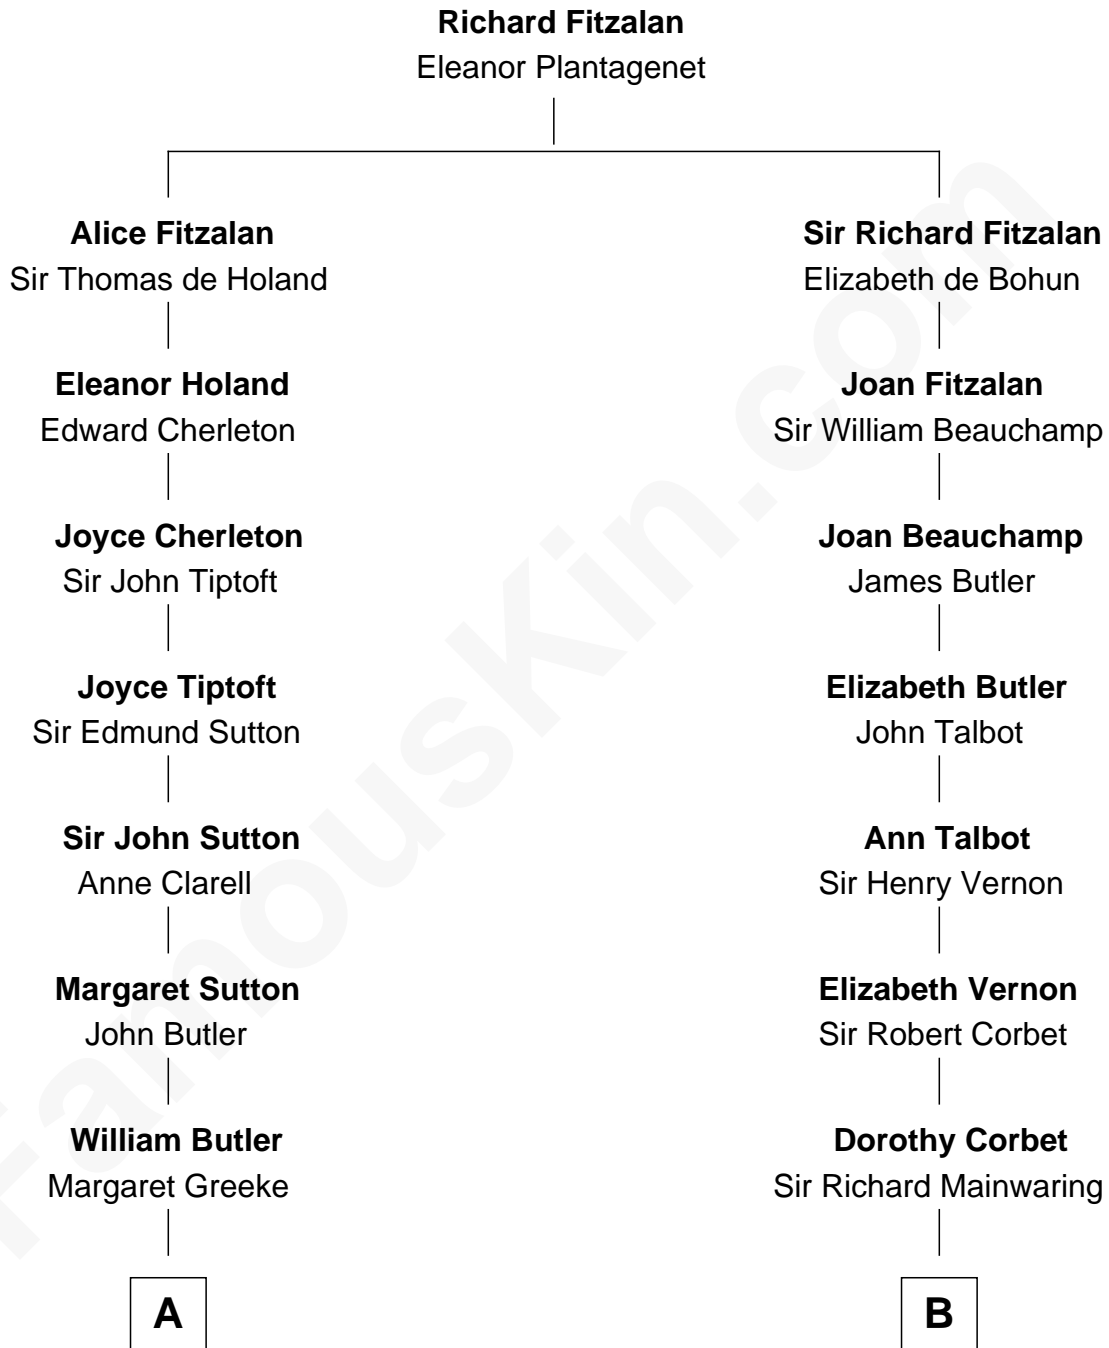 Richard Fitzalan
Eleanor Plantagenet
Alice Fitzalan
Sir Thomas de Holand
Sir Richard Fitzalan
Elizabeth de Bohun
Eleanor Holand
Edward Cherleton
Joan Fitzalan
Sir William Beauchamp
Joyce Cherleton
Sir John Tiptoft
Joan Beauchamp
James Butler
Joyce Tiptoft
Sir Edmund Sutton
Elizabeth Butler
John Talbot
Sir John Sutton
Anne Clarell
Ann Talbot
Sir Henry Vernon
Margaret Sutton
John Butler
Elizabeth Vernon
Sir Robert Corbet
William Butler
Margaret Greeke
Dorothy Corbet
Sir Richard Mainwaring
A
B
FamousKin.com